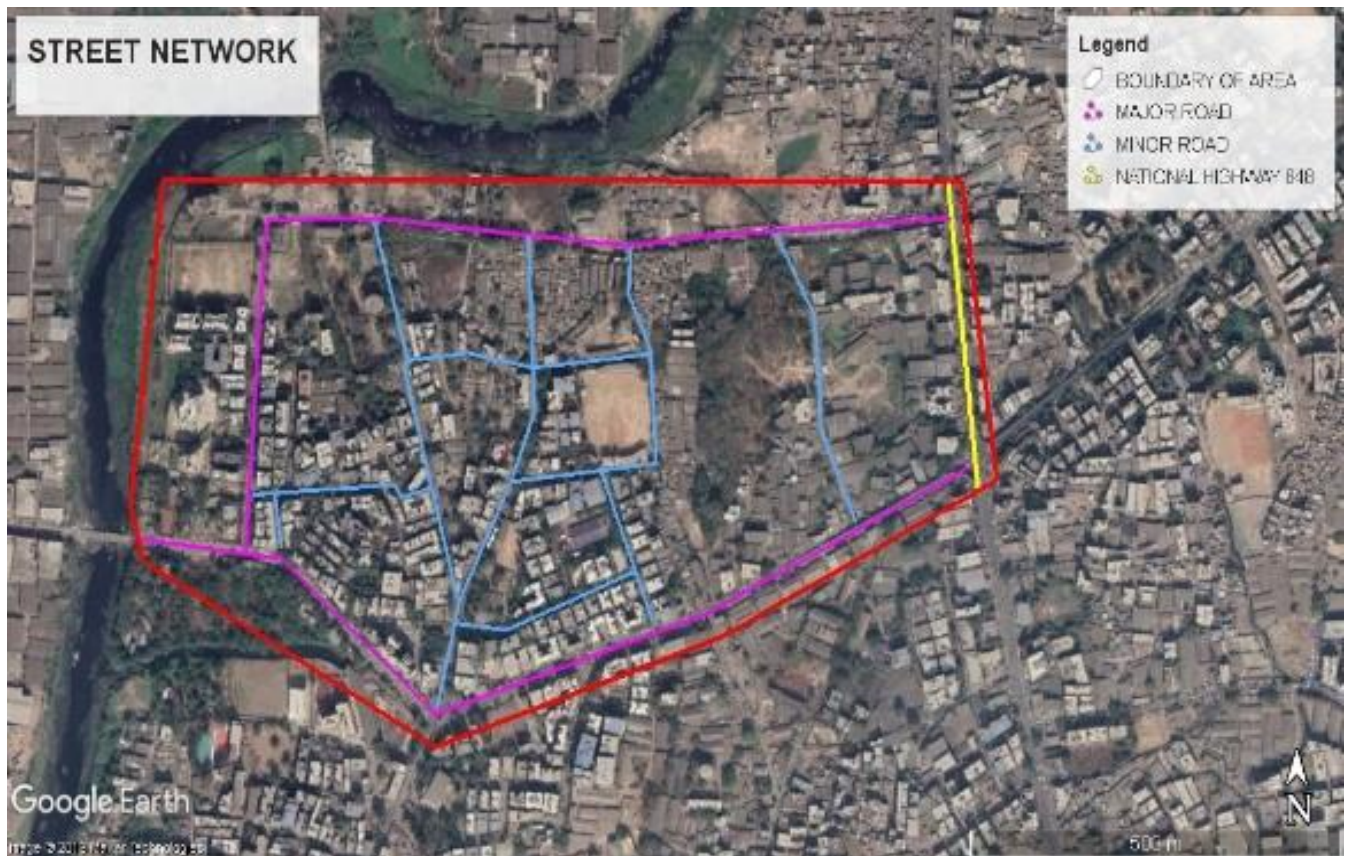 STREET NETWORK
Legend
BOUNDARY OF AREA
MAJOR ROAD
MINOR ROAD
NATIONAL HIGHWAY 848
Google Earth
N
500 m